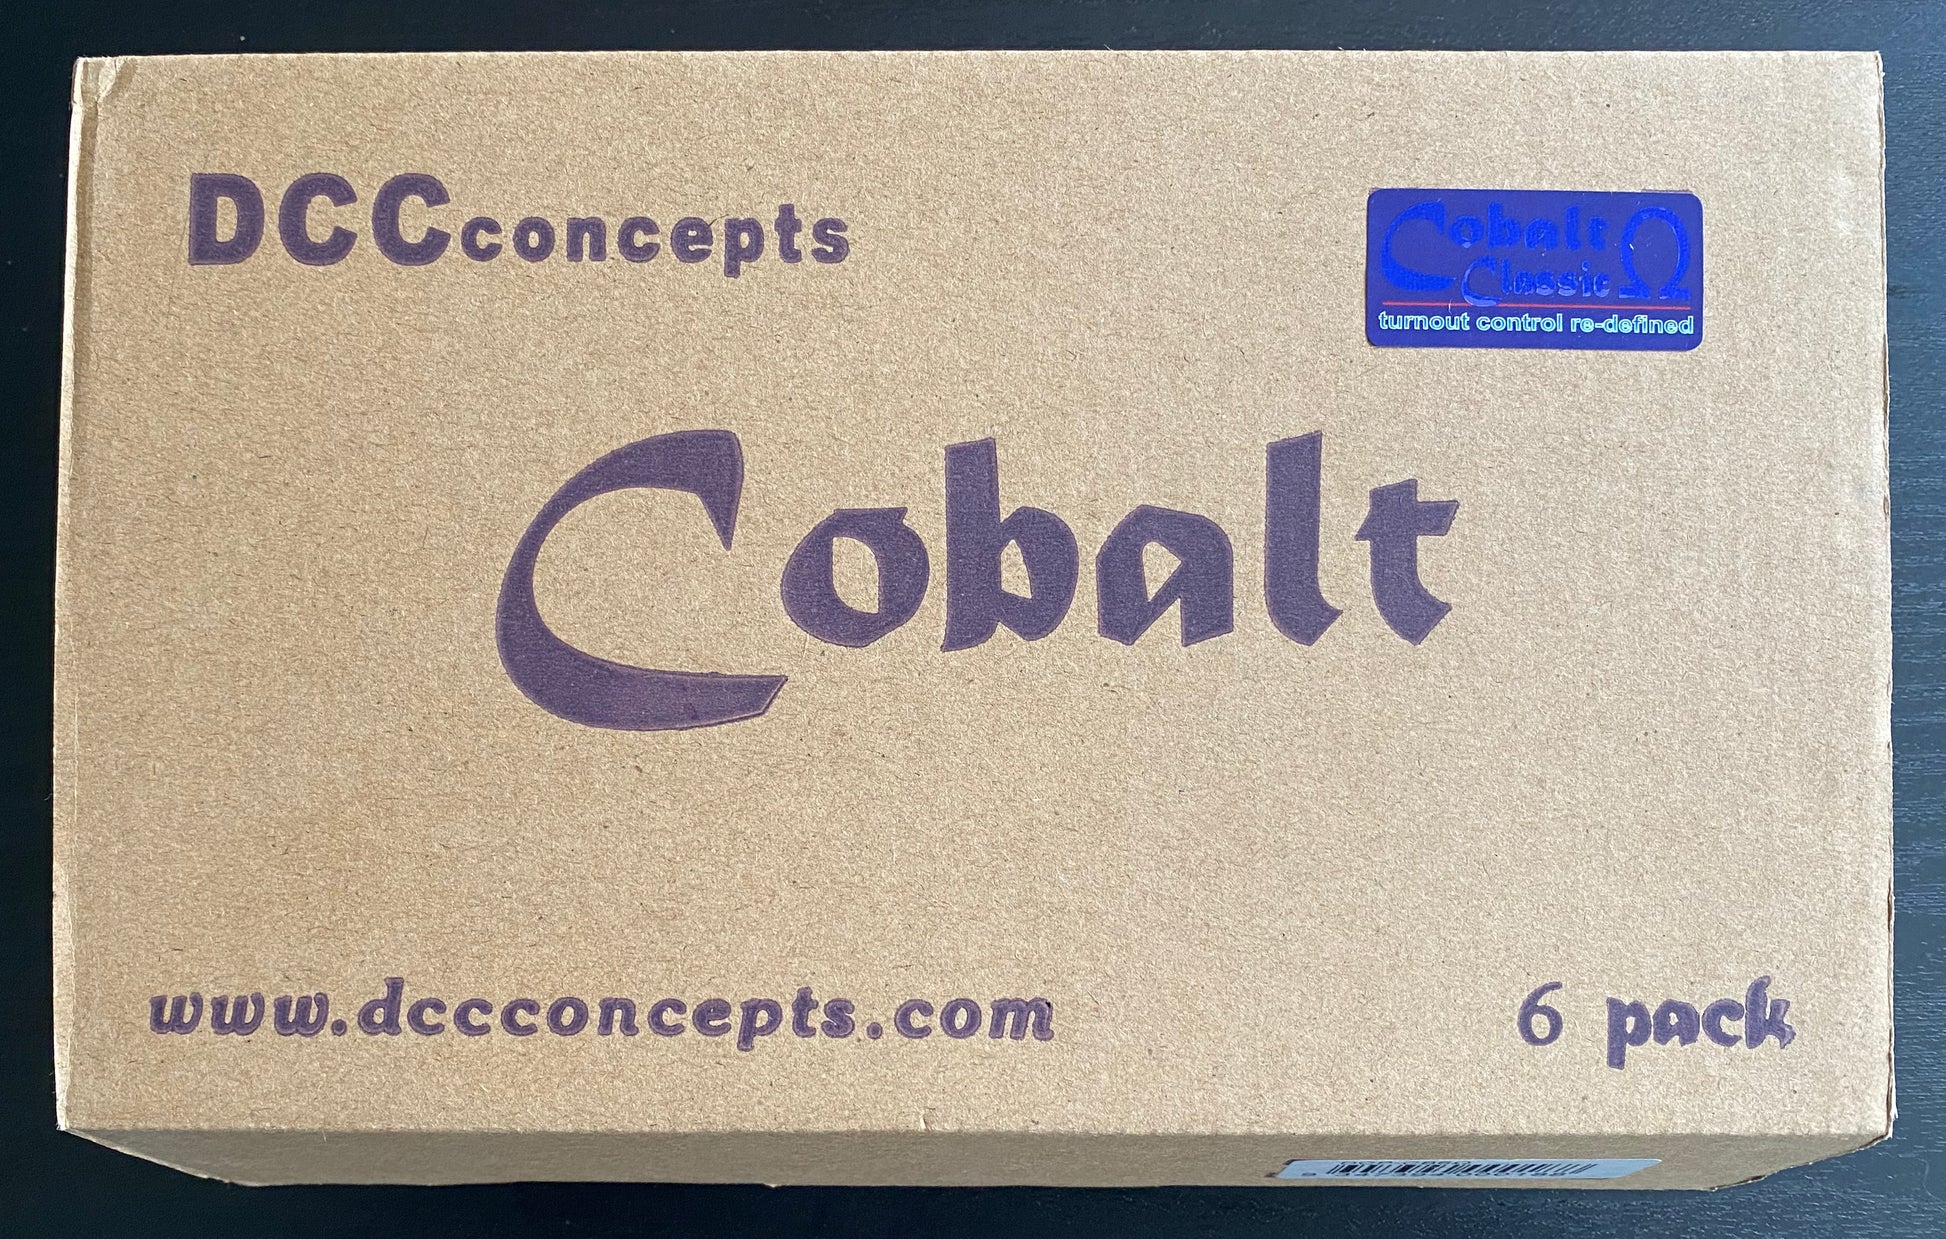 DCCconcepts
Cobalt Ω
Classic
turnout control re-defined
Cobalt
www.dccconcepts.com
6 pack